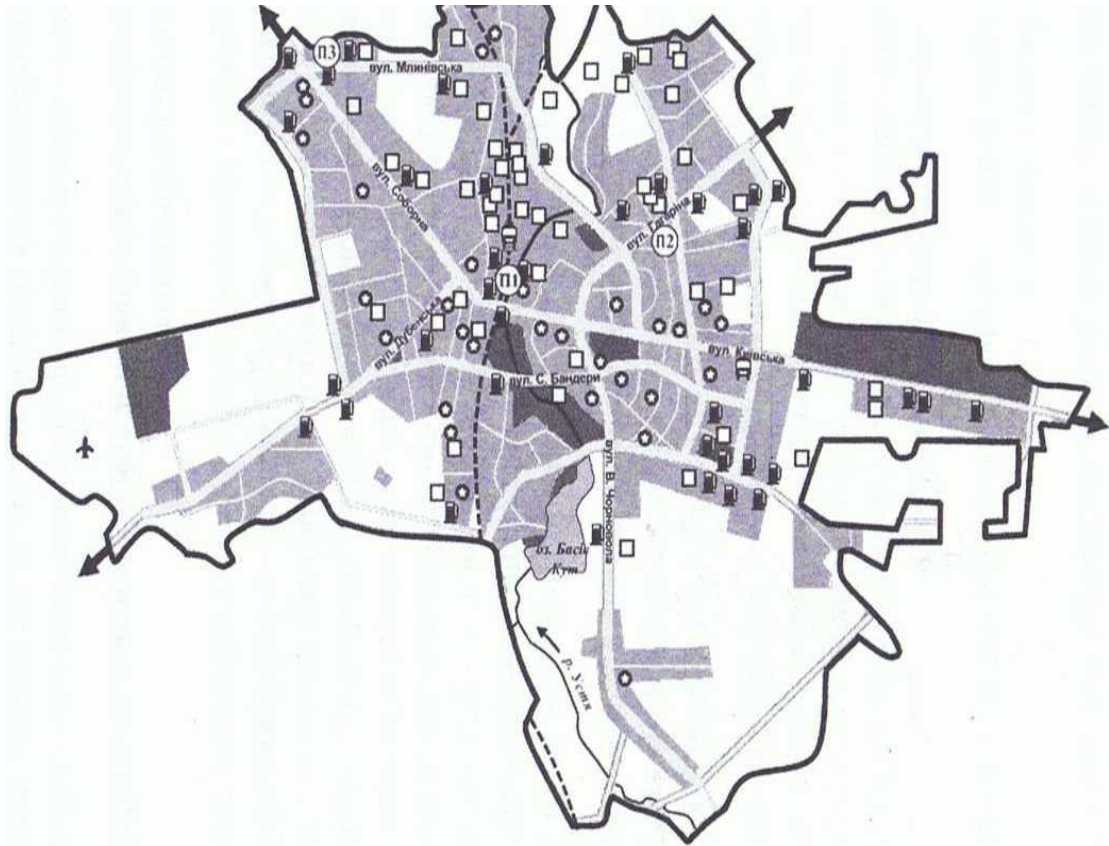 П3
вул. Млинівська
вул. Соборна
вул. Гагаріна
П2
П1
вул. Дубенська
вул. Київська
вул. С. Бандери
вул. В. Чорновола
оз. Басів
Кут
р. Устя